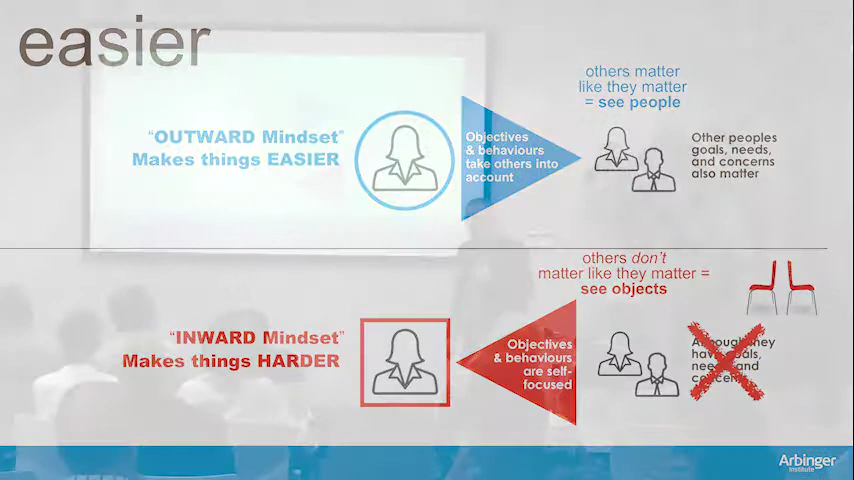 easier
others matter
like they matter
= see people
“OUTWARD Mindset”
Makes things EASIER
Objectives
& behaviours
take others into
account
Other peoples
goals, needs,
and concerns
also matter
others don't
matter like they matter =
see objects
“INWARD Mindset”
Makes things HARDER
Objectives
& behaviours
are self-
focused
they
have goals,
needs and
Arbinger
Institute